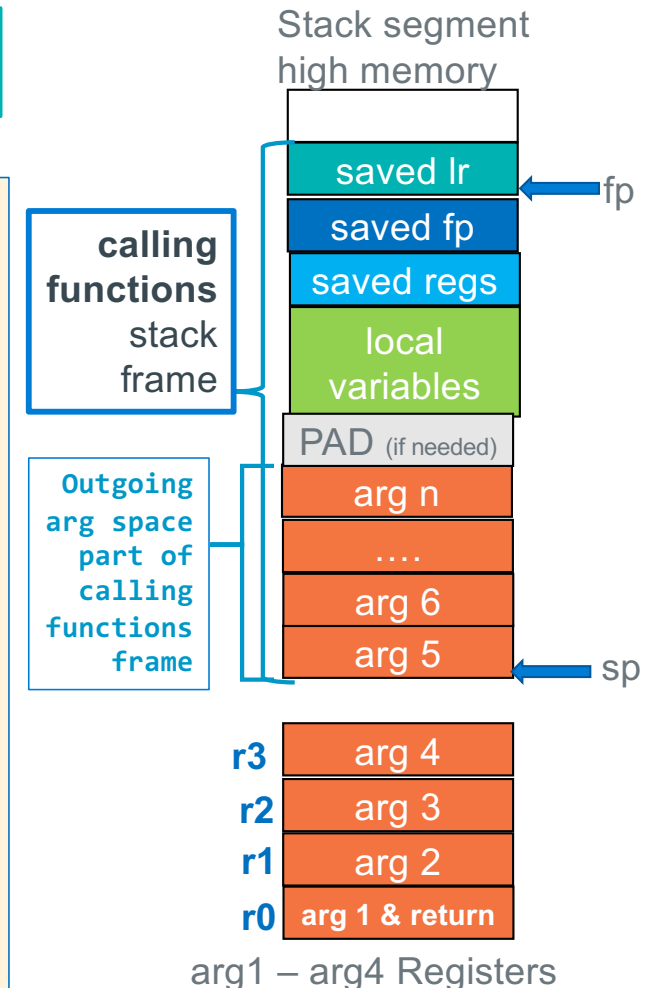 Stack segment
high memory
saved lr
fp
saved fp
calling
functions
stack
frame
saved regs
local
variables
PAD (if needed)
Outgoing
arg space
part of
calling
functions
frame
arg n
....
arg 6
arg 5
sp
r3 arg 4
r2 arg 3
r1 arg 2
r0 arg 1 & return
arg1 – arg4 Registers